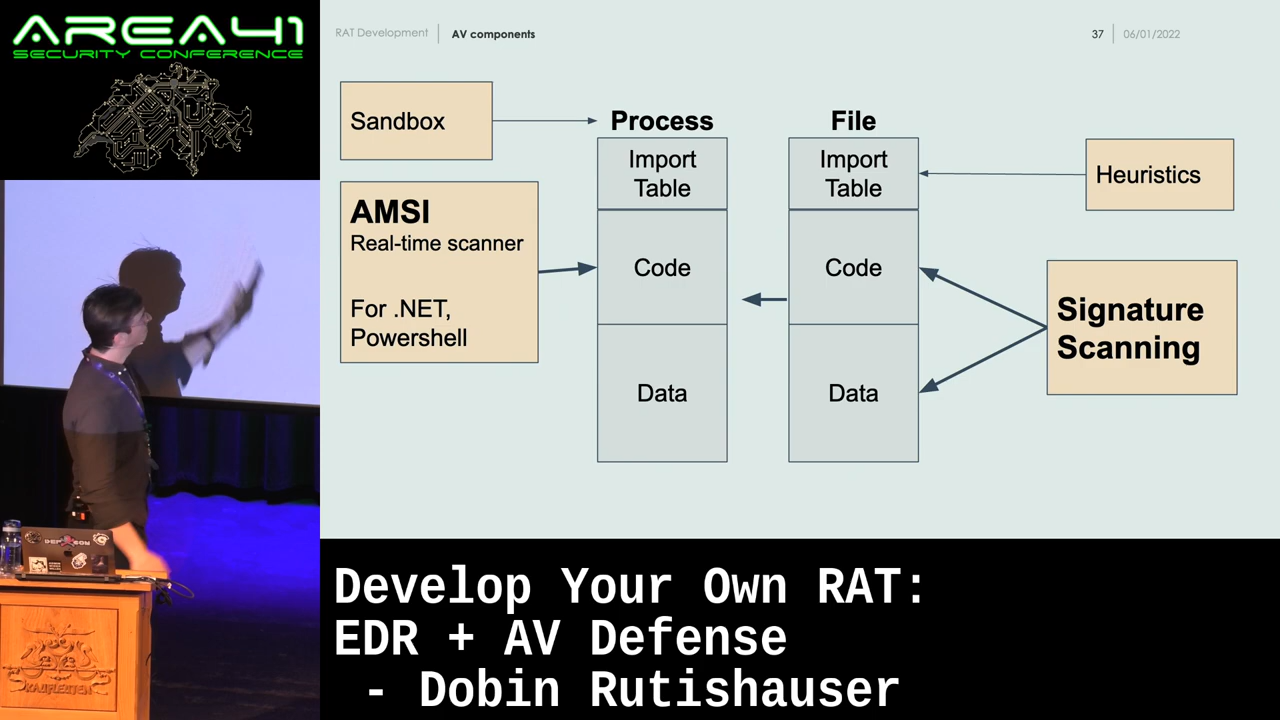 AREA41
SECURITY CONFERENCE
RAT Development
AV components
37
06/01/2022
Sandbox
Process
File
Import
Table
Import
Table
Heuristics
AMSI
Real-time scanner
For .NET,
Powershell
Code
Code
Signature
Scanning
Data
Data
KAUFLEUTEN
Develop Your Own RAT:
EDR + AV Defense
- Dobin Rutishauser